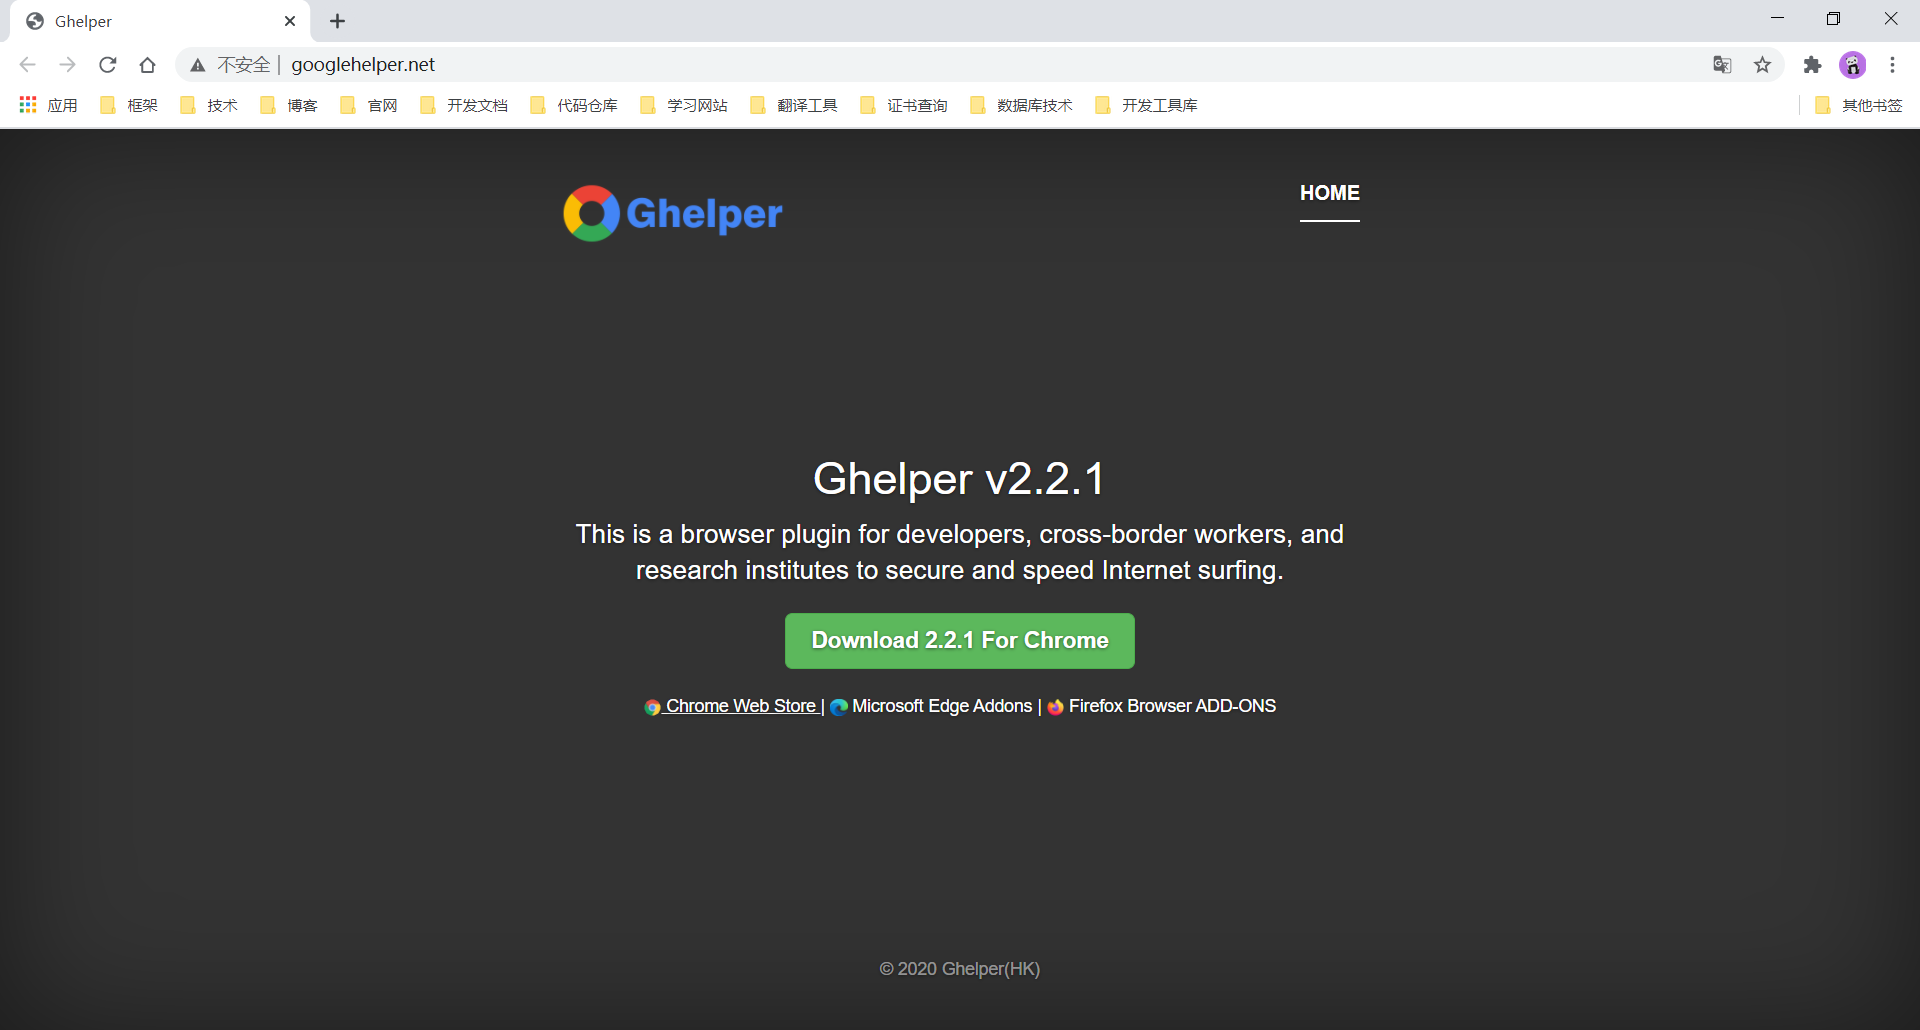 Ghelper
不安全 | googlehelper.net
应用 框架 技术 博客 官网 开发文档 代码仓库 学习网站 翻译工具 证书查询 数据库技术 开发工具库 其他书签
Ghelper
HOME
Ghelper v2.2.1
This is a browser plugin for developers, cross-border workers, and
research institutes to secure and speed Internet surfing.
Download 2.2.1 For Chrome
Chrome Web Store | Microsoft Edge Addons | Firefox Browser ADD-ONS
© 2020 Ghelper(HK)